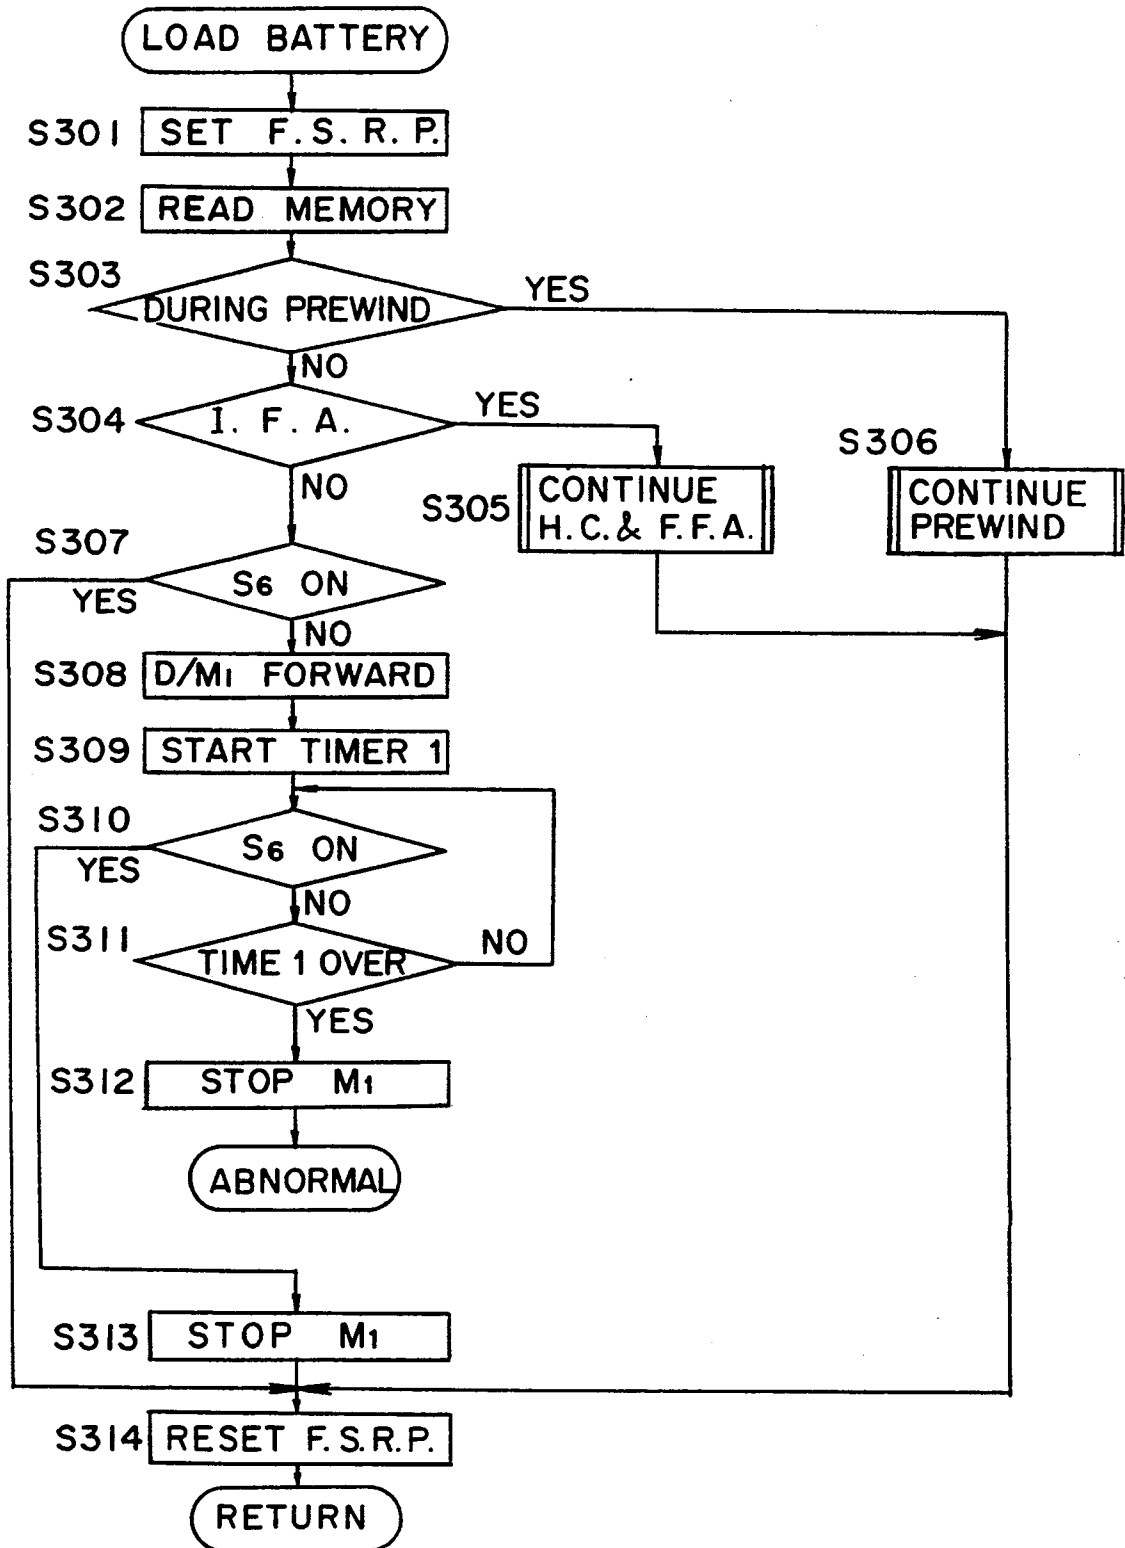 LOAD BATTERY
S301 SET F.S.R.P.
S302 READ MEMORY
S303
DURING PREWIND
YES
NO
S304
I. F. A.
YES
NO
S305
CONTINUE
H.C.& F.F.A.
S306
CONTINUE
PREWIND
S307
S6 ON
YES
NO
S308 D/M1 FORWARD
S309 START TIMER 1
S310
S6 ON
YES
NO
S311
TIME 1 OVER
NO
YES
S312 STOP M1
ABNORMAL
S313 STOP M1
S314 RESET F.S.R.P.
RETURN